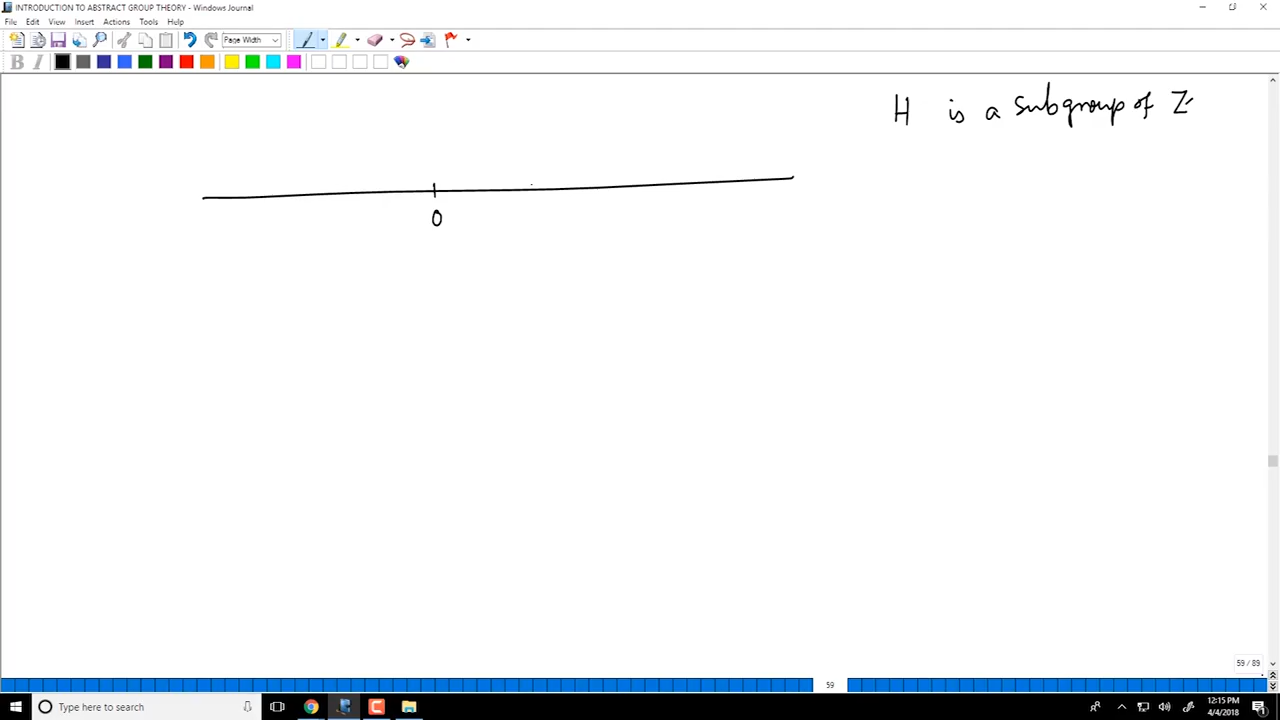 INTRODUCTION TO ABSTRACT GROUP THEORY - Windows Journal
File Edit View Insert Actions Tools Help
Page Width
B I
H is a subgroup of Z
0
59 / 89
59
Type here to search
12:15 PM
4/4/2018
1